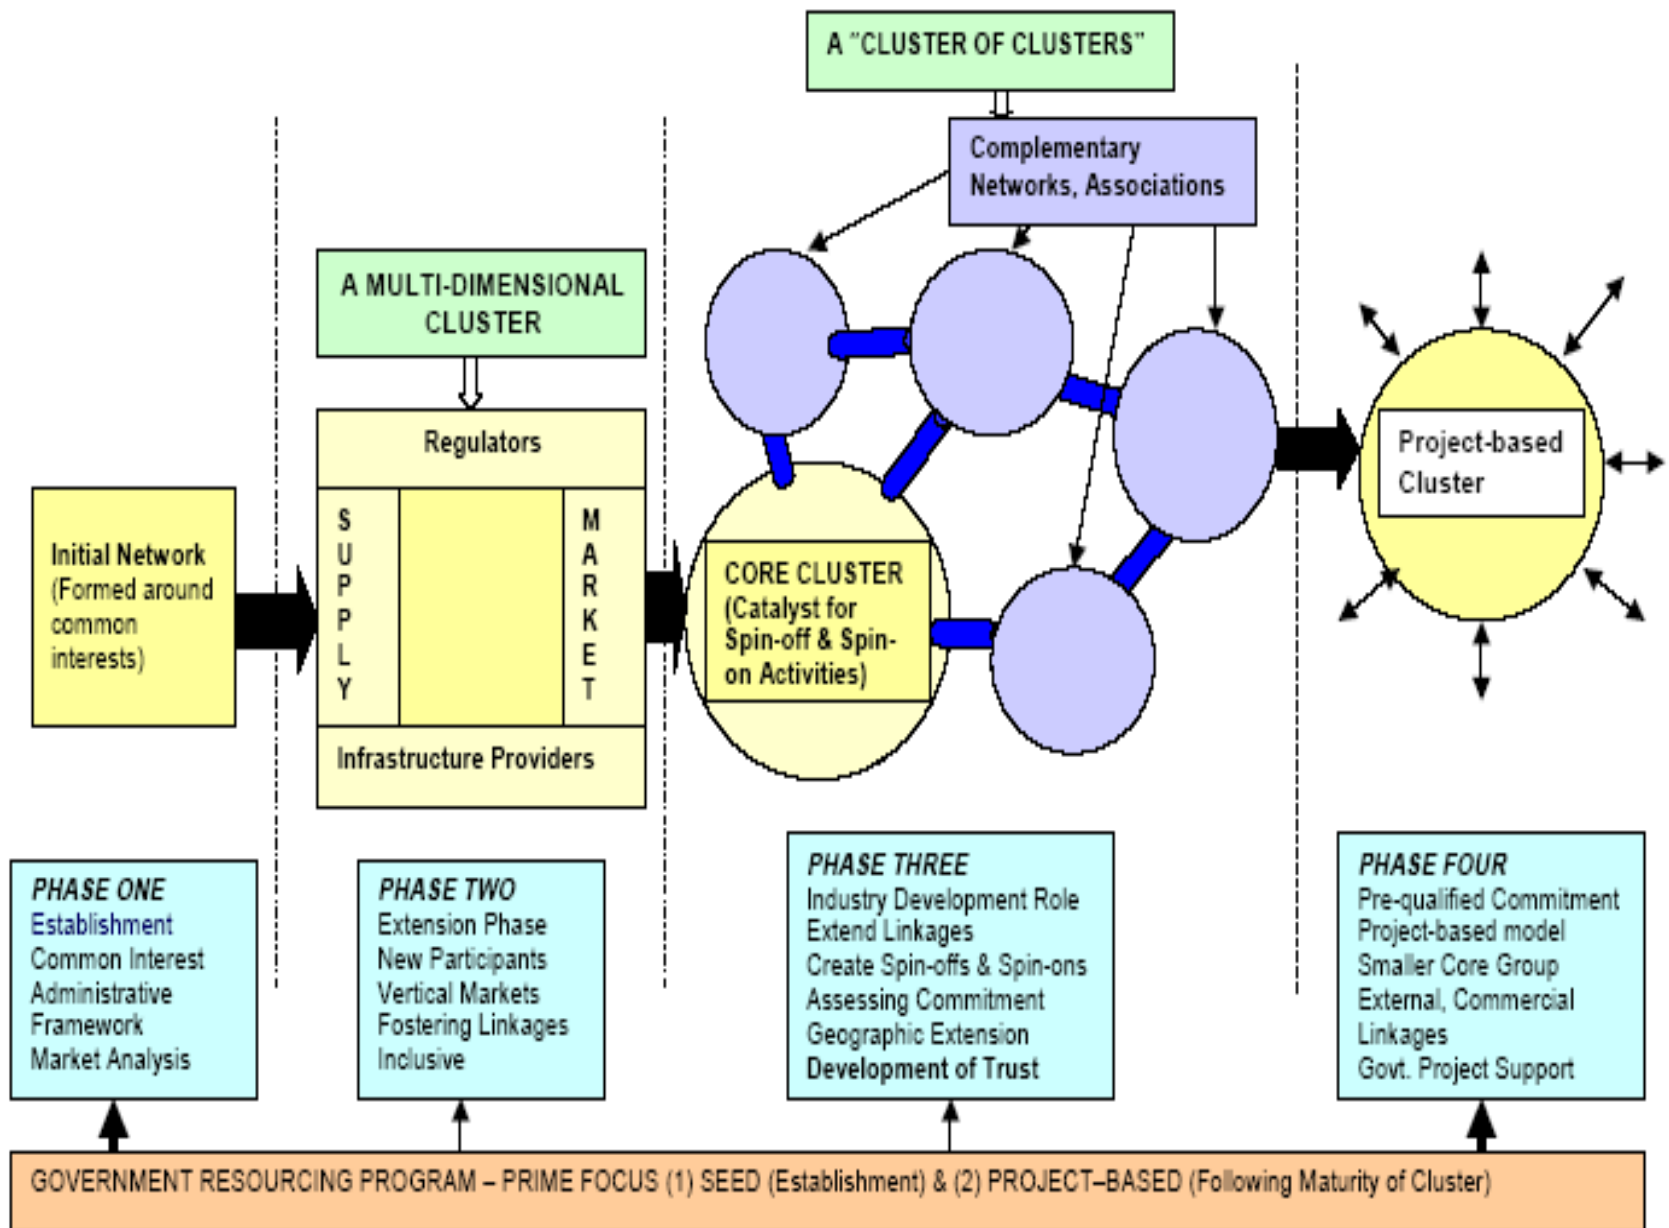 A "CLUSTER OF CLUSTERS"
Complementary
Networks, Associations
A MULTI-DIMENSIONAL
CLUSTER
Regulators
SUPPLY
MARKET
Infrastructure Providers
Initial Network
(Formed around
common
interests)
CORE CLUSTER
(Catalyst for
Spin-off & Spin-
on Activities)
Project-based
Cluster
PHASE ONE
Establishment
Common Interest
Administrative
Framework
Market Analysis
PHASE TWO
Extension Phase
New Participants
Vertical Markets
Fostering Linkages
Inclusive
PHASE THREE
Industry Development Role
Extend Linkages
Create Spin-offs & Spin-ons
Assessing Commitment
Geographic Extension
Development of Trust
PHASE FOUR
Pre-qualified Commitment
Project-based model
Smaller Core Group
External, Commercial
Linkages
Govt. Project Support
GOVERNMENT RESOURCING PROGRAM – PRIME FOCUS (1) SEED (Establishment) & (2) PROJECT–BASED (Following Maturity of Cluster)